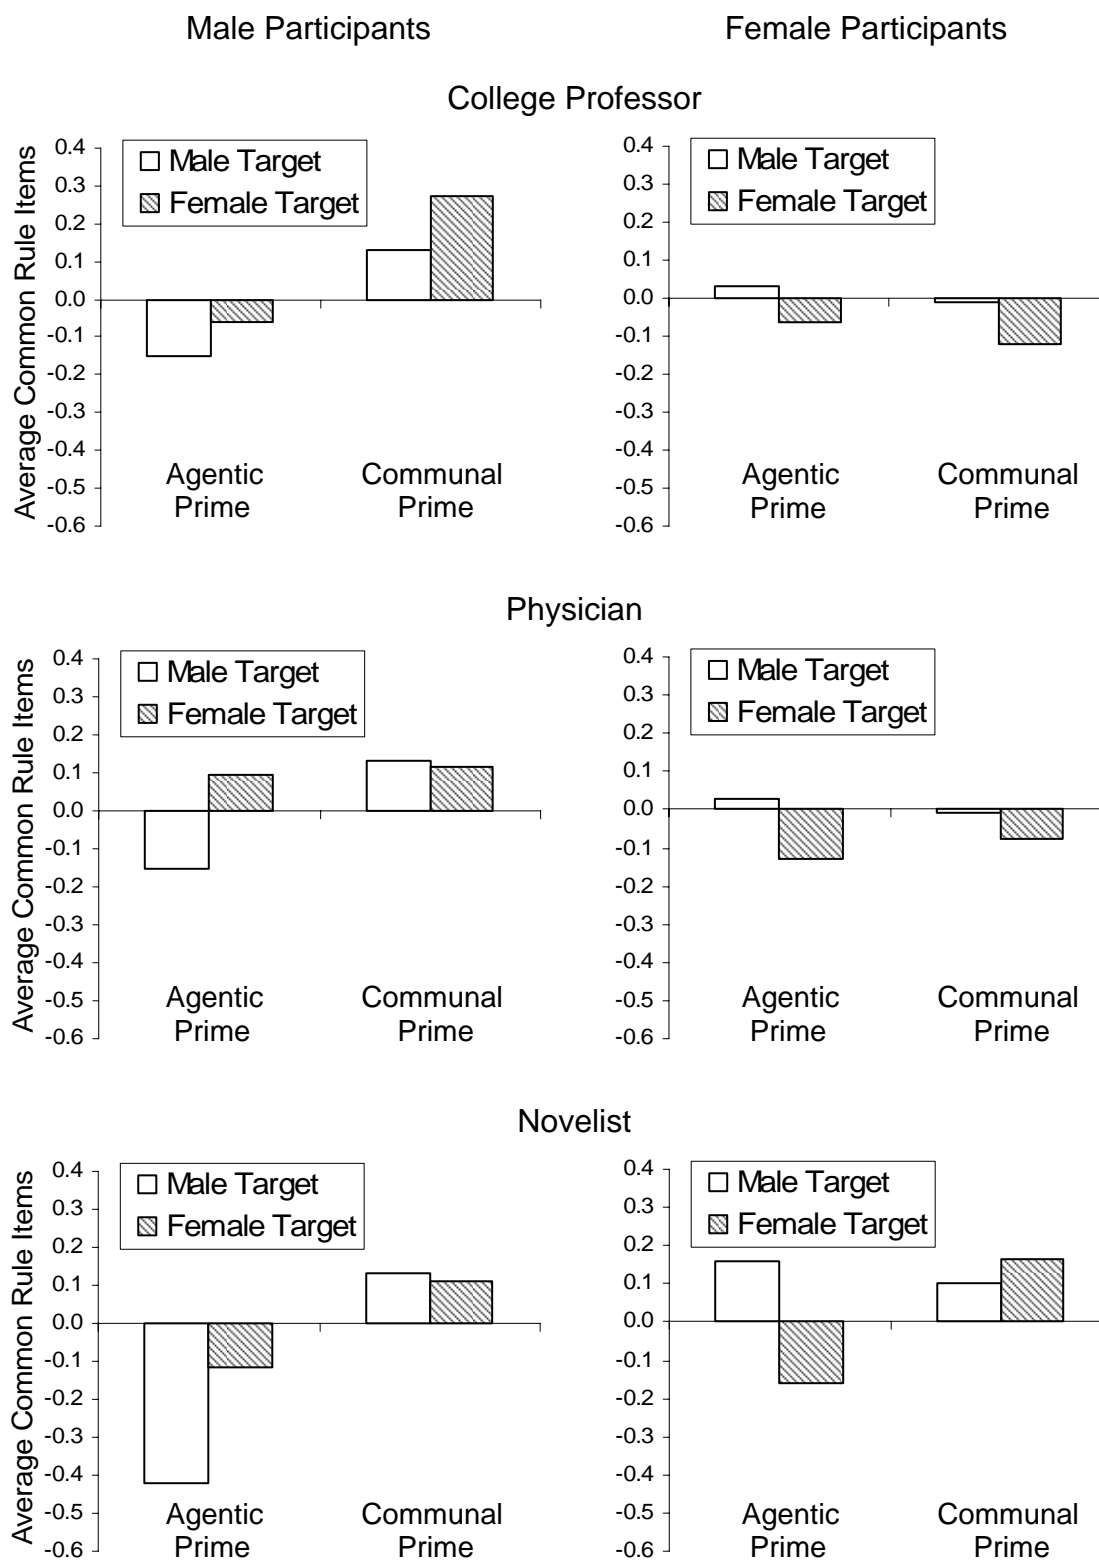 Male Participants
Female Participants
College Professor
Average Common Rule Items
0.4
0.3
0.2
0.1
0.0
-0.1
-0.2
-0.3
-0.4
-0.5
-0.6
Male Target
Female Target
Agentic
Prime
Communal
Prime
0.4
0.3
0.2
0.1
0.0
-0.1
-0.2
-0.3
-0.4
-0.5
-0.6
Male Target
Female Target
Agentic
Prime
Communal
Prime
Physician
Average Common Rule Items
0.4
0.3
0.2
0.1
0.0
-0.1
-0.2
-0.3
-0.4
-0.5
-0.6
Male Target
Female Target
Agentic
Prime
Communal
Prime
0.4
0.3
0.2
0.1
0.0
-0.1
-0.2
-0.3
-0.4
-0.5
-0.6
Male Target
Female Target
Agentic
Prime
Communal
Prime
Novelist
Average Common Rule Items
0.4
0.3
0.2
0.1
0.0
-0.1
-0.2
-0.3
-0.4
-0.5
-0.6
Male Target
Female Target
Agentic
Prime
Communal
Prime
0.4
0.3
0.2
0.1
0.0
-0.1
-0.2
-0.3
-0.4
-0.5
-0.6
Male Target
Female Target
Agentic
Prime
Communal
Prime